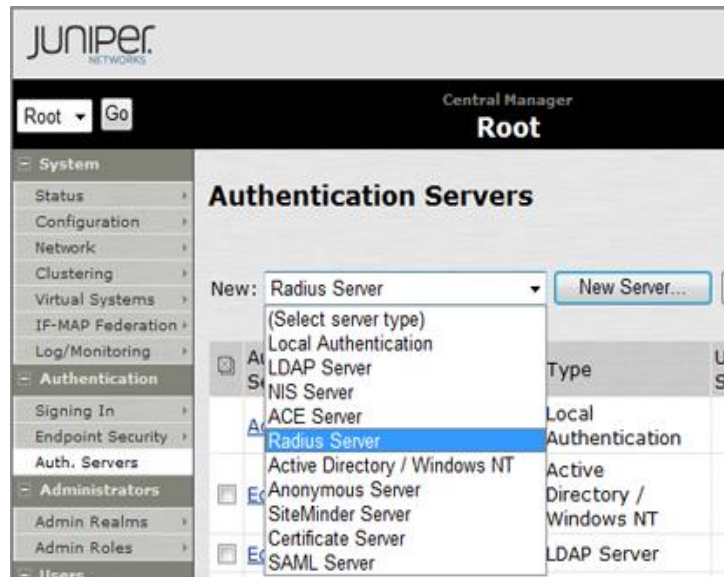 JUNIPER
NETWORKS
Root Go
Central Manager
Root
System
Status
Configuration
Network
Clustering
Virtual Systems
IF-MAP Federation
Log/Monitoring
Authentication
Signing In
Endpoint Security
Auth. Servers
Administrators
Admin Realms
Admin Roles
Users
Authentication Servers
New: Radius Server New Server...
(Select server type)
Local Authentication
LDAP Server
NIS Server
ACE Server
Radius Server
Active Directory / Windows NT
Anonymous Server
SiteMinder Server
Certificate Server
SAML Server
Type
Local
Authentication
Active
Directory /
Windows NT
LDAP Server